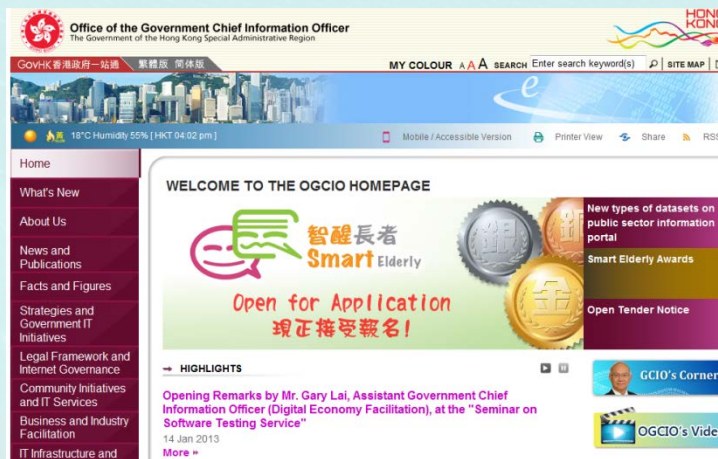 Office of the Government Chief Information Officer
The Government of the Hong Kong Special Administrative Region
HONG
KONG
GovHK 香港政府一站通 繁體版 简体版
MY COLOUR A A A SEARCH Enter search keyword(s) SITE MAP
e
18°C Humidity 55% [ HKT 04:02 pm ]
Mobile / Accessible Version Printer View Share RSS
Home
What's New
About Us
News and
Publications
Facts and Figures
Strategies and
Government IT
Initiatives
Legal Framework and
Internet Governance
Community Initiatives
and IT Services
Business and Industry
Facilitation
IT Infrastructure and
WELCOME TO THE OGCIO HOMEPAGE
智醒長者
Smart Elderly
Open for Application
現正接受報名!
銀
金
New types of datasets on
public sector information
portal
Smart Elderly Awards
Open Tender Notice
HIGHLIGHTS
Opening Remarks by Mr. Gary Lai, Assistant Government Chief
Information Officer (Digital Economy Facilitation), at the "Seminar on
Software Testing Service"
14 Jan 2013
More »
GCIO's Corner
OGCIO's Vide